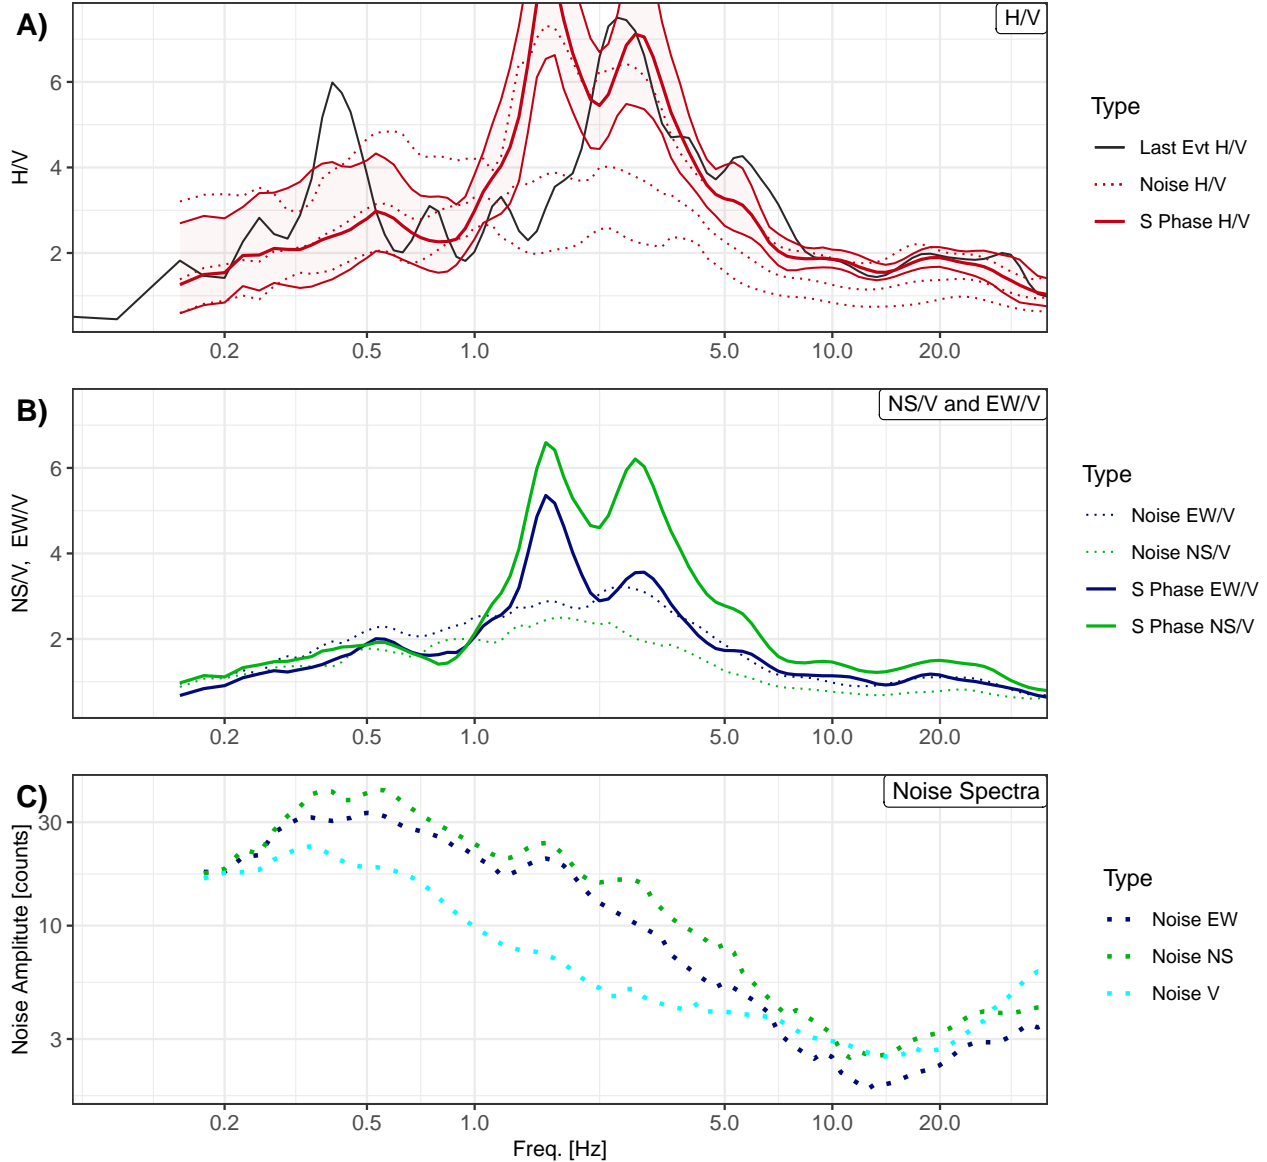 A)
H/V
H/V
6
4
2
0.2
0.5
1.0
5.0
10.0
20.0
Type
Last Evt H/V
Noise H/V
S Phase H/V
B)
NS/V and EW/V
NS/V, EW/V
6
4
2
0.2
0.5
1.0
5.0
10.0
20.0
Type
Noise EW/V
Noise NS/V
S Phase EW/V
S Phase NS/V
C)
Noise Spectra
Noise Amplitute [counts]
30
10
3
0.2
0.5
1.0
5.0
10.0
20.0
Freq. [Hz]
Type
Noise EW
Noise NS
Noise V